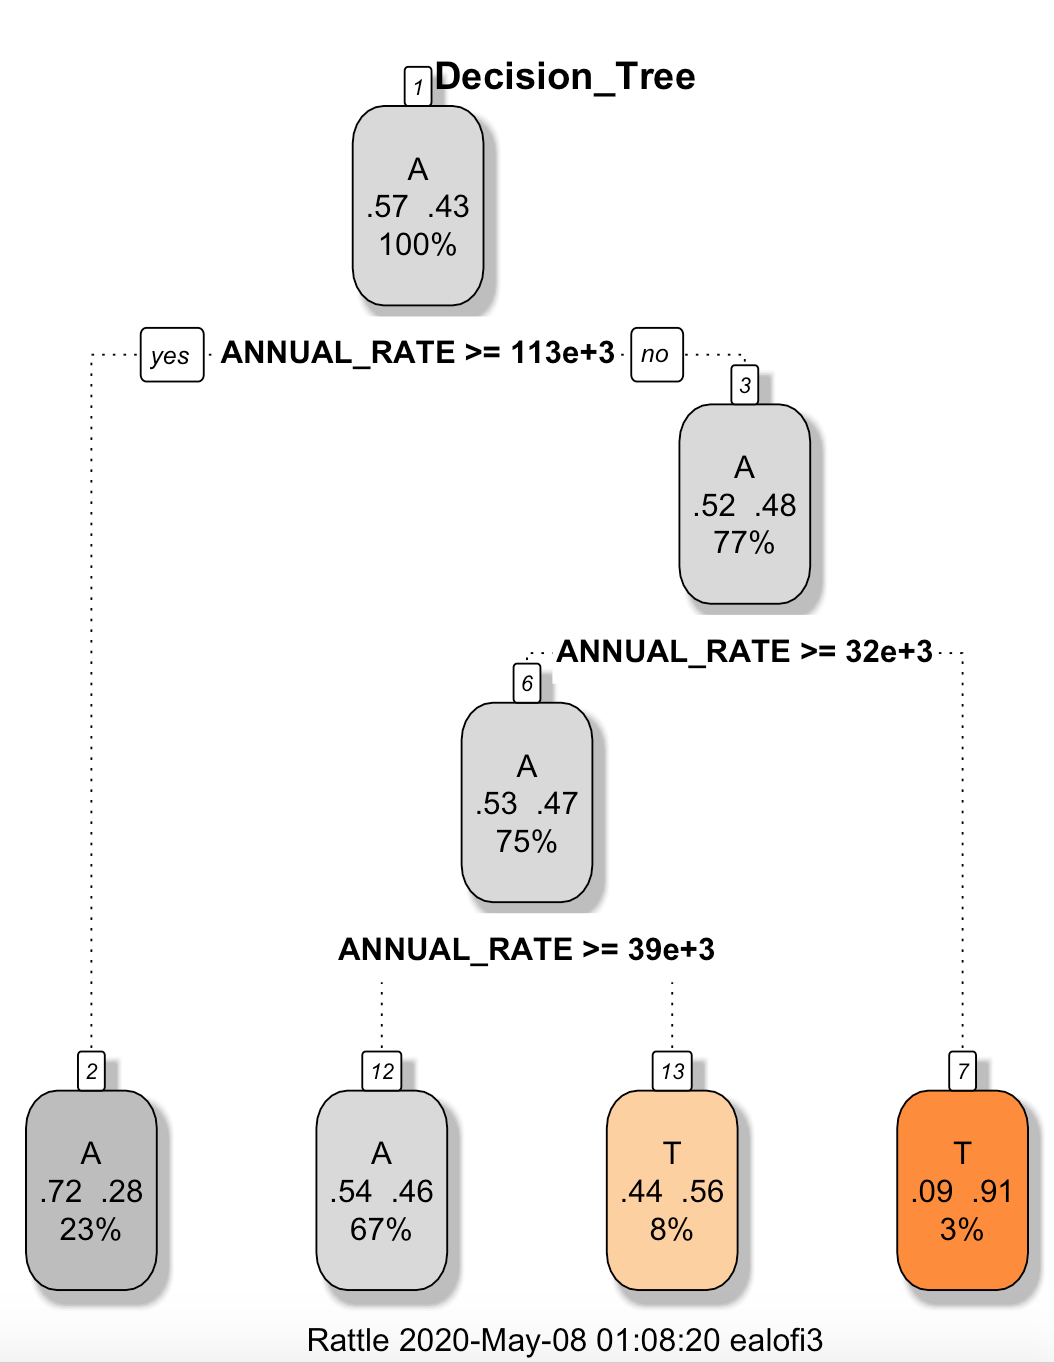 Decision_Tree
1
A
.57 .43
100%
yes ANNUAL_RATE >= 113e+3 no
3
A
.52 .48
77%
ANNUAL_RATE >= 32e+3
6
A
.53 .47
75%
ANNUAL_RATE >= 39e+3
2
A
.72 .28
23%
12
A
.54 .46
67%
13
T
.44 .56
8%
7
T
.09 .91
3%
Rattle 2020-May-08 01:08:20 ealofi3